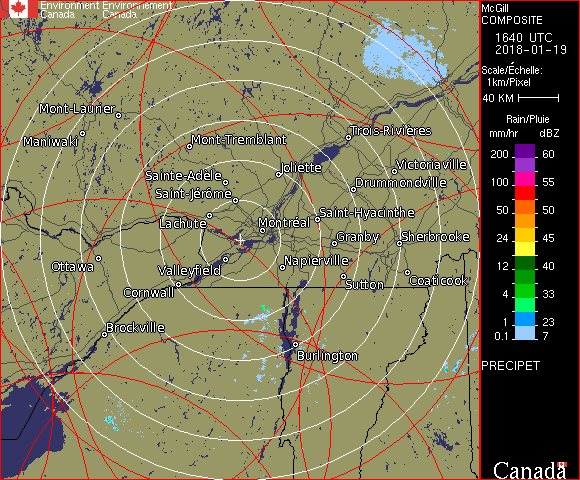 Environment Environnement
Canada Canada
McGill
COMPOSITE
1640 UTC
2018-01-19
Scale/Échelle:
1km/Pixel
40 KM
Rain/Pluie
mm/hr dBZ
200 60
155
100 55
50 50
24 45
12 40
4 33
1 23
0.1 7
PRECIPET
Canada
Mont-Laurier
Maniwaki
Mont-Tremblant
Trois-Rivières
Sainte-Adèle
Joliette
Victoriaville
Saint-Jérôme
Drummondville
Lachute
Montréal
Saint-Hyacinthe
Granby
Sherbrooke
Ottawa
Valleyfield
Napierville
Cornwall
Sutton
Coaticook
Brockville
Burlington